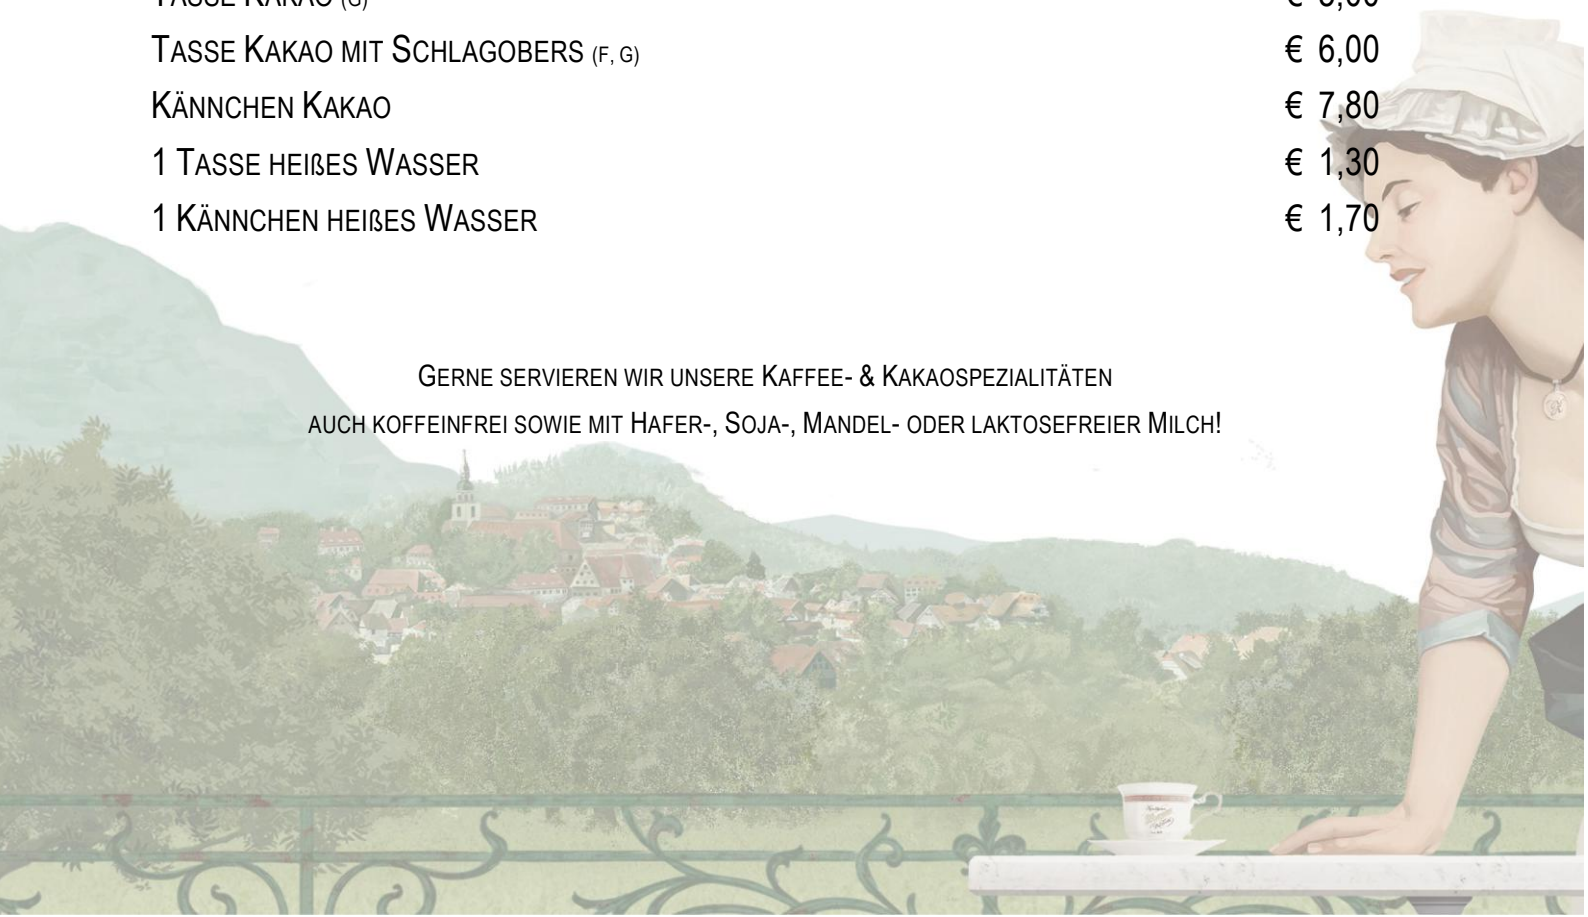 TASSE KAKAO (G)
TASSE KAKAO MIT SCHLAGOBERS (F, G) € 6,00
KÄNNCHEN KAKAO € 7,80
1 TASSE HEIßES WASSER € 1,30
1 KÄNNCHEN HEIßES WASSER € 1,70
GERNE SERVIEREN WIR UNSERE KAFFEE- & KAKAOSPEZIALITÄTEN
AUCH KOFFEINFREI SOWIE MIT HAFER-, SOJA-, MANDEL- ODER LAKTOSEFREIER MILCH!